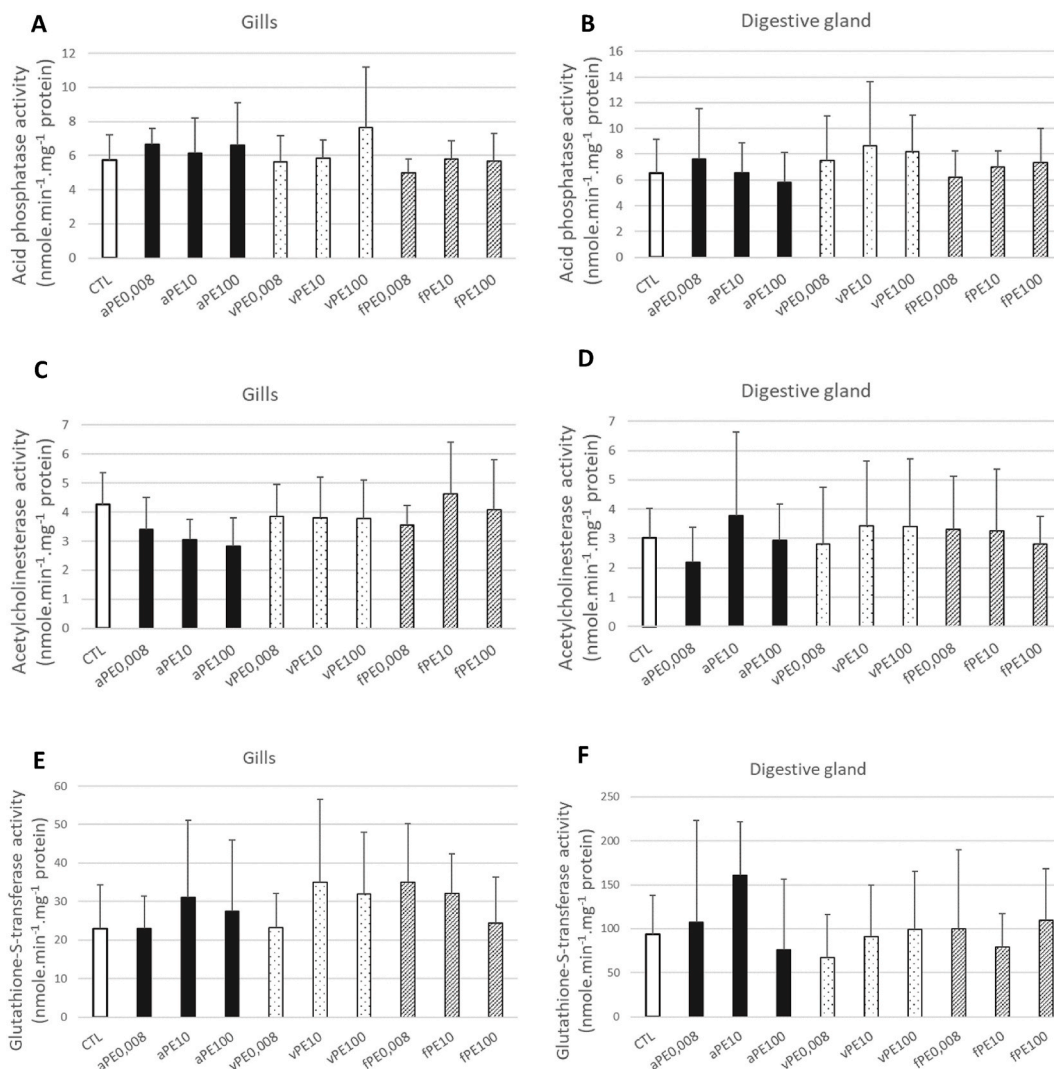 A
Gills
Acid phosphatase activity
(nmole.min-1.mg-1 protein)
12
10
8
6
4
2
0
CTL
aPE0,008
aPE10
aPE100
vPE0,008
vPE10
vPE100
fPE0,008
fPE10
fPE100
B
Digestive gland
Acid phosphatase activity
(nmole.min-1.mg-1 protein)
16
14
12
10
8
6
4
2
0
CTL
aPE0,008
aPE10
aPE100
vPE0,008
vPE10
vPE100
fPE0,008
fPE10
fPE100
C
Gills
Acetylcholinesterase activity
(nmole.min-1.mg-1 protein)
7
6
5
4
3
2
1
0
CTL
aPE0,008
aPE10
aPE100
vPE0,008
vPE10
vPE100
fPE0,008
fPE10
fPE100
D
Digestive gland
Acetylcholinesterase activity
(nmole.min-1.mg-1 protein)
7
6
5
4
3
2
1
0
CTL
aPE0,008
aPE10
aPE100
vPE0,008
vPE10
vPE100
fPE0,008
fPE10
fPE100
E
Gills
Glutathione-S-transferase activity
(nmole.min-1.mg-1 protein)
60
50
40
30
20
10
0
CTL
aPE0,008
aPE10
aPE100
vPE0,008
vPE10
vPE100
fPE0,008
fPE10
fPE100
F
Digestive gland
Glutathione-S-transferase activity
(nmole.min-1.mg-1 protein)
250
200
150
100
50
0
CTL
aPE0,008
aPE10
aPE100
vPE0,008
vPE10
vPE100
fPE0,008
fPE10
fPE100